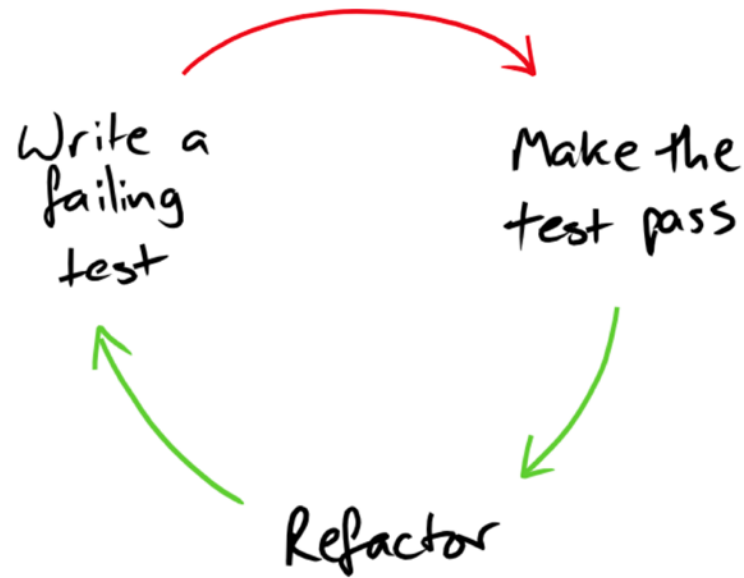 Write a
failing
test
Make the
test pass
Refactor